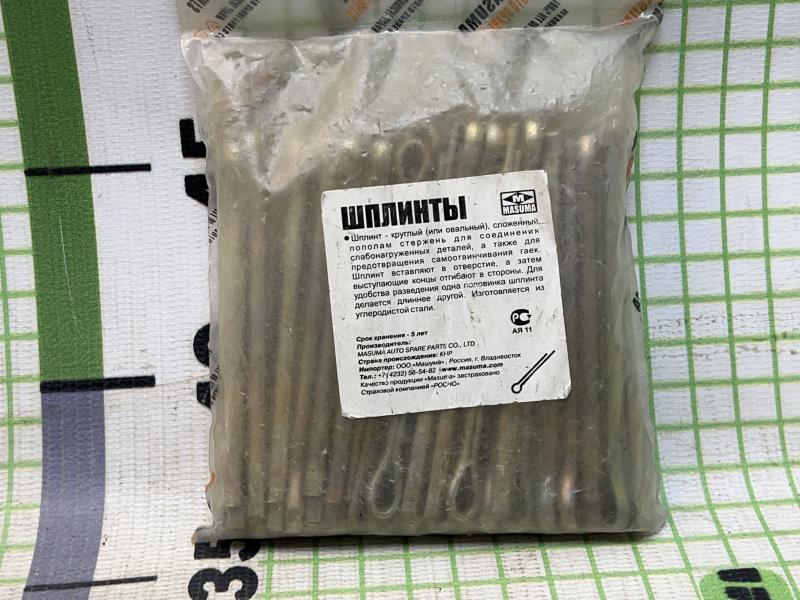 MASUMA
ШПЛИНТЫ
M
MASUMA
• Шплинт - круглый (или овальный), сложенный
пополам стержень для соединения
слабонагруженных деталей, а также для
предотвращения самоотвинчивания гаек.
Шплинт вставляют в отверстие, а затем
выступающие концы отгибают в стороны. Для
удобства разведения одна половинка шплинта
делается длиннее другой. Изготовляется из
углеродистой стали.
РС
АЯ 11
Срок хранения - 5 лет
Производитель:
MASUMA AUTO SPARE PARTS CO., LTD
Страна происхождения: КНР
Импортер: ООО «Машума» , Россия, г. Владивосток
Тел.: +7(4232) 58-54-82 www.masuma.com
Качество продукции «Masuma» застраховано
Страховой компанией «РОСНО»
35